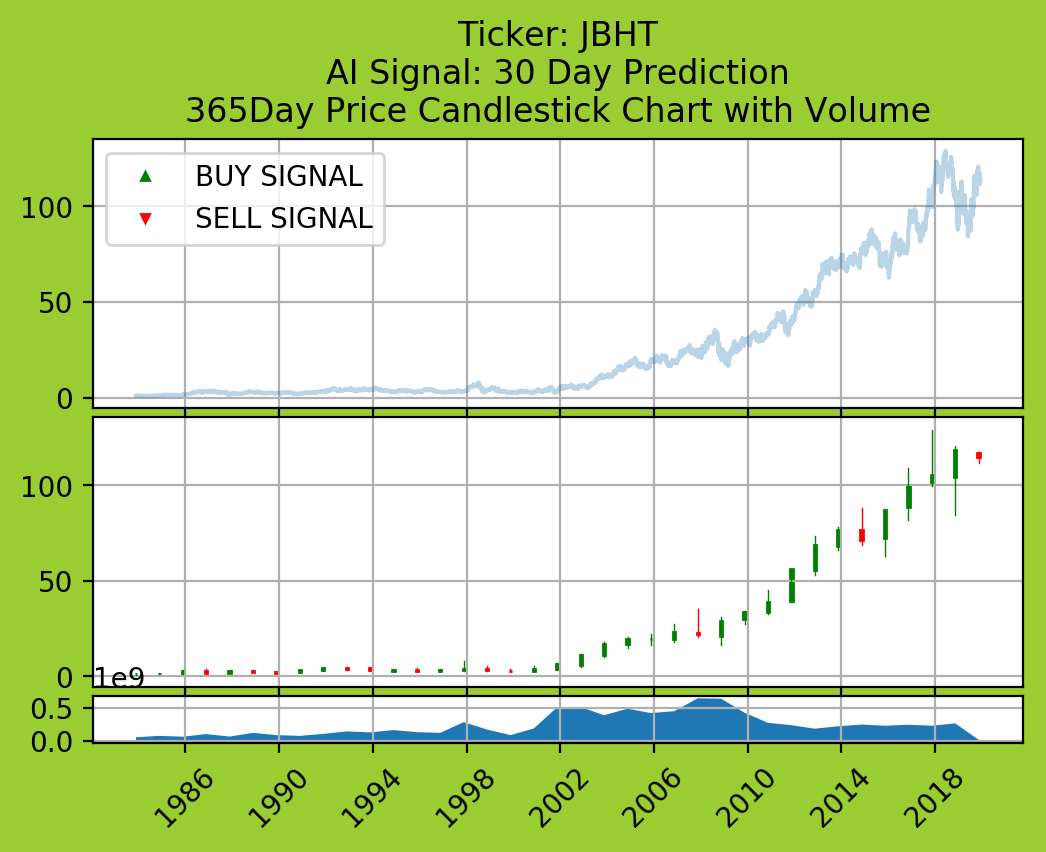 Ticker: JBHT
AI Signal: 30 Day Prediction
365Day Price Candlestick Chart with Volume
BUY SIGNAL
SELL SIGNAL
100
50
0
100
50
0
1e9
0.5
0.0
1986
1990
1994
1998
2002
2006
2010
2014
2018